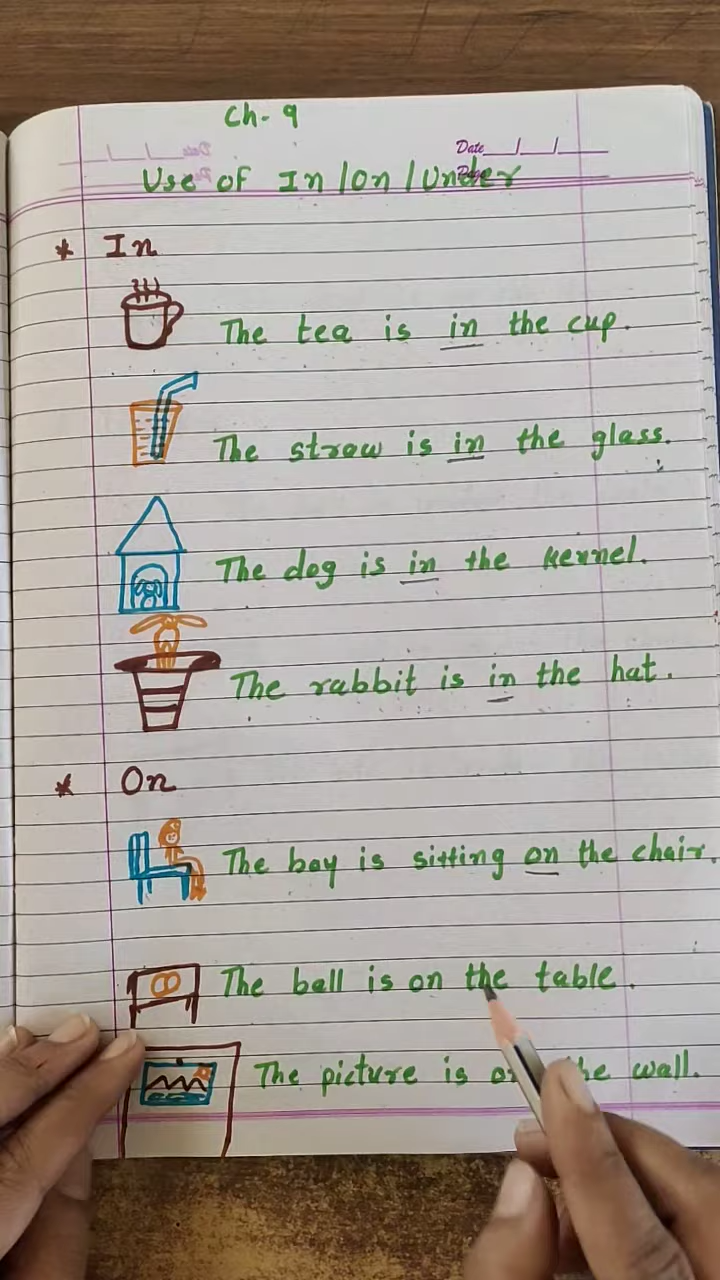 Ch- 9
Date
Use of In/On/Under
* In
The tea is in the cup.
The straw is in the glass.
The dog is in the kernel.
The rabbit is in the hat.
* On
The boy is sitting on the chair.
The ball is on the table.
The picture is the wall.